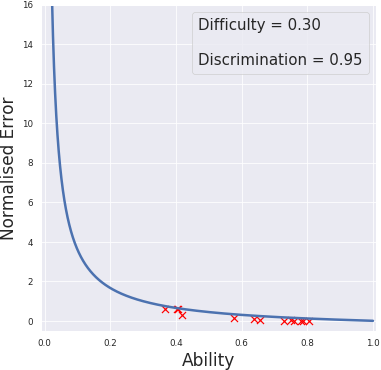 16
14
12
10
8
6
4
2
0
Normalised Error
Difficulty = 0.30
Discrimination = 0.95
0.0 0.2 0.4 0.6 0.8 1.0
Ability